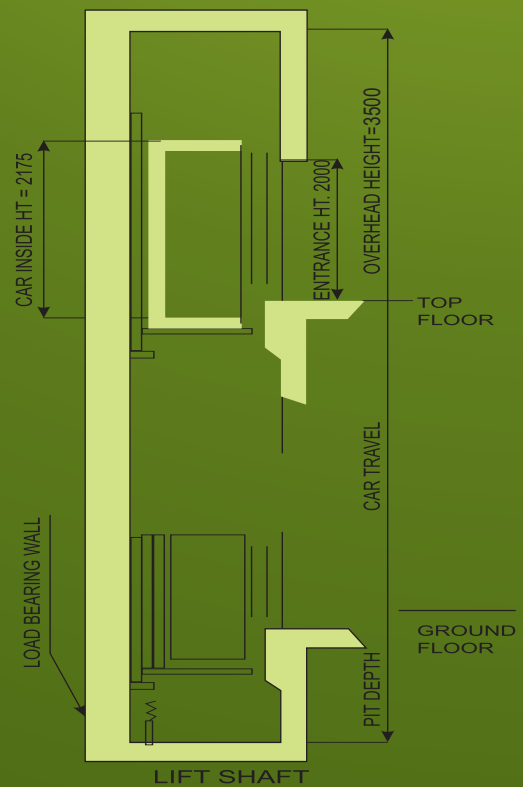 CAR INSIDE HT = 2175
ENTRANCE HT. 2000
OVERHEAD HEIGHT=3500
TOP
FLOOR
CAR TRAVEL
LOAD BEARING WALL
GROUND
FLOOR
PIT DEPTH
LIFT SHAFT